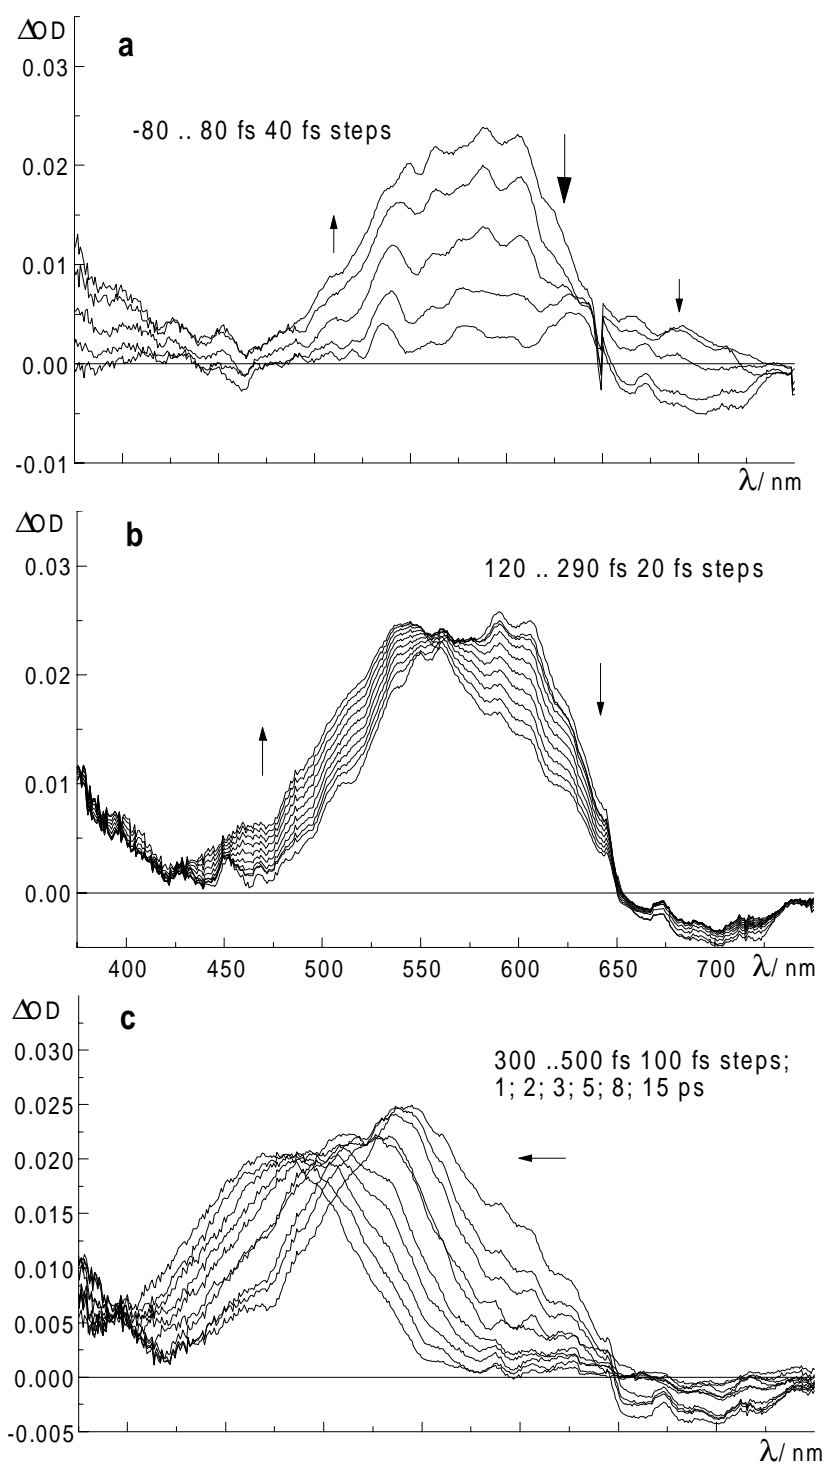 ΔOD
a
0.03
-80 .. 80 fs 40 fs steps
0.02
0.01
0.00
-0.01
λ/ nm
ΔOD
b
0.03
120 .. 290 fs 20 fs steps
0.02
0.01
0.00
400 450 500 550 600 650 700 λ/ nm
ΔOD
c
0.030
300 ..500 fs 100 fs steps;
1; 2; 3; 5; 8; 15 ps
0.025
0.020
0.015
0.010
0.005
0.000
-0.005
λ/ nm